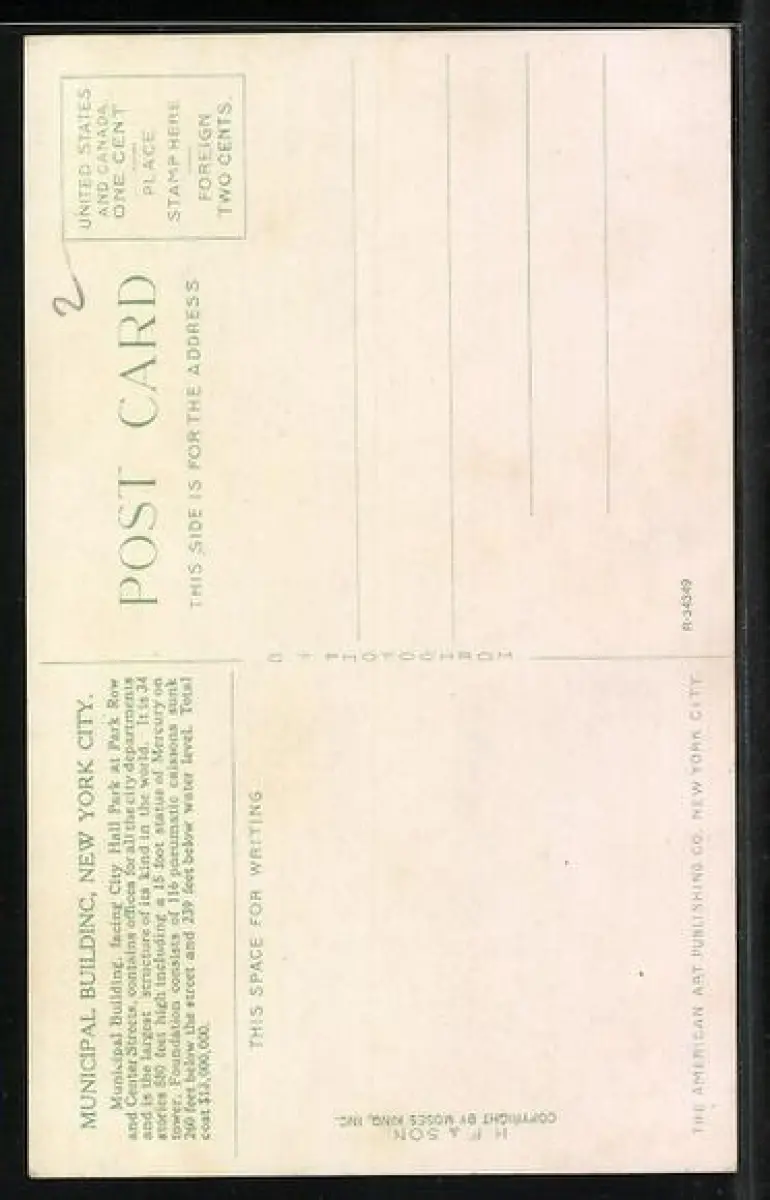 MUNICIPAL BUILDING, NEW YORK CITY.
Municipal Building, facing City Hall Park at Park Row
and Center Streets, contains offices for all the city departments
and is the largest structure of its kind in the world. It is 34
stories 580 feet high including a 15 foot statue of Mercury on
tower. Foundation consists of 116 pneumatic caissons sunk
260 feet below the street and 239 feet below water level. Total
cost $13,000,000.
THIS SPACE FOR WRITING
COPYRIGHT BY MOSES KING, INC.
H F & SON
THE AMERICAN ART PUBLISHING CO. NEW YORK CITY
2
POST CARD
THIS SIDE IS FOR THE ADDRESS
UNITED STATES
AND CANADA
ONE CENT
PLACE
STAMP HERE
FOREIGN
TWO CENTS.
R-34349